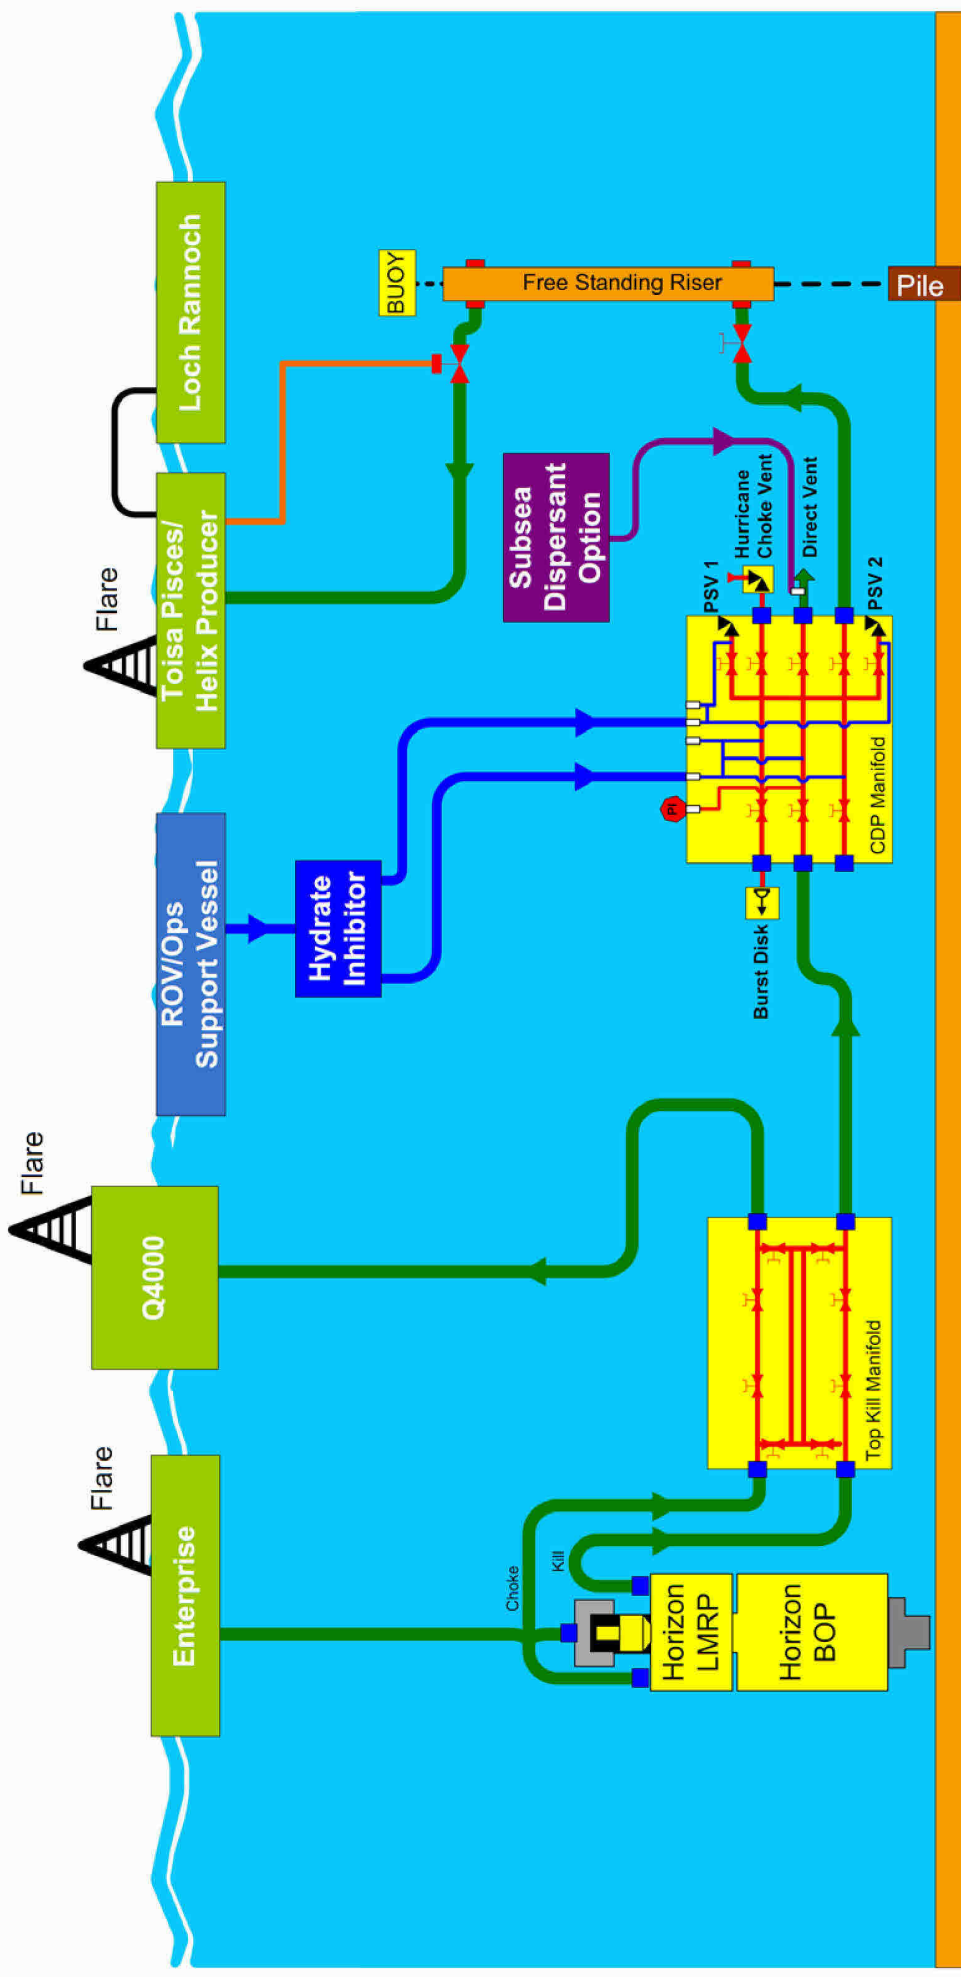 Flare
Enterprise
Flare
Q4000
ROV/Ops
Support Vessel
Flare
Toisa Pisces/
Helix Producer
Loch Rannoch
Hydrate
Inhibitor
BUOY
Free Standing Riser
Pile
Subsea
Dispersant
Option
Choke
Kill
Horizon
LMRP
Horizon
BOP
Top Kill Manifold
Burst Disk
PI
PSV 1
Hurricane
Choke Vent
Direct Vent
PSV 2
CDP Manifold